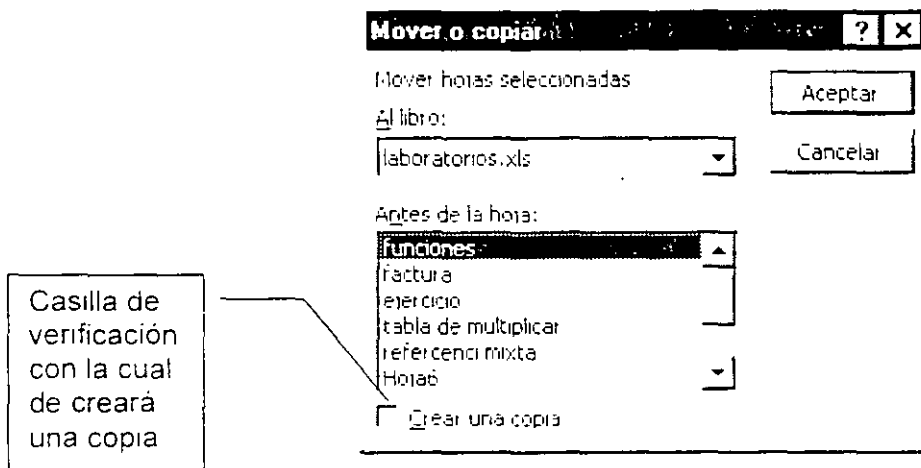 Mover o copiar
Mover hojas seleccionadas
Aceptar
Al libro:
laboratorios.xls
Cancelar
Antes de la hoja:
funciones
factura
ejercicio
tabla de multiplicar
refercenci mixta
Hoja6
Crear una copia
Casilla de
verificación
con la cual
de creará
una copia